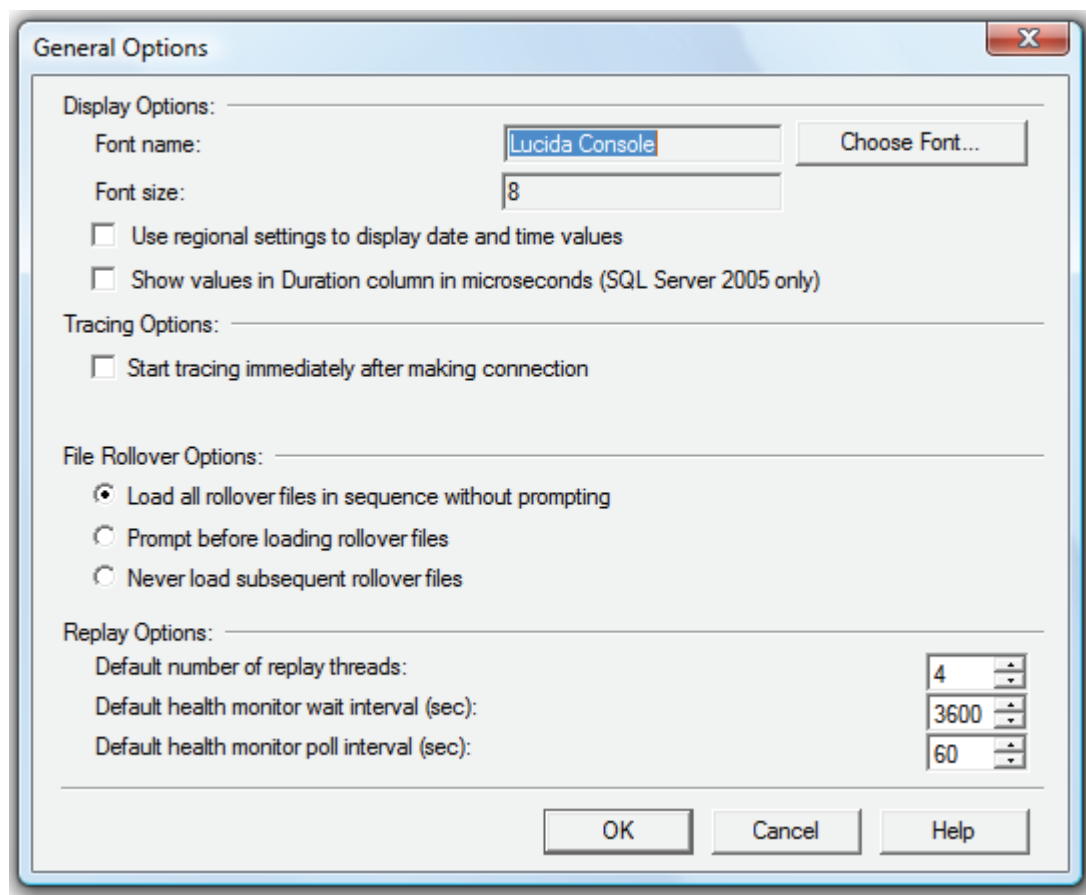 General Options
Display Options:
Font name: Lucida Console Choose Font...
Font size: 8
Use regional settings to display date and time values
Show values in Duration column in microseconds (SQL Server 2005 only)
Tracing Options:
Start tracing immediately after making connection
File Rollover Options:
Load all rollover files in sequence without prompting
Prompt before loading rollover files
Never load subsequent rollover files
Replay Options:
Default number of replay threads: 4
Default health monitor wait interval (sec): 3600
Default health monitor poll interval (sec): 60
OK Cancel Help